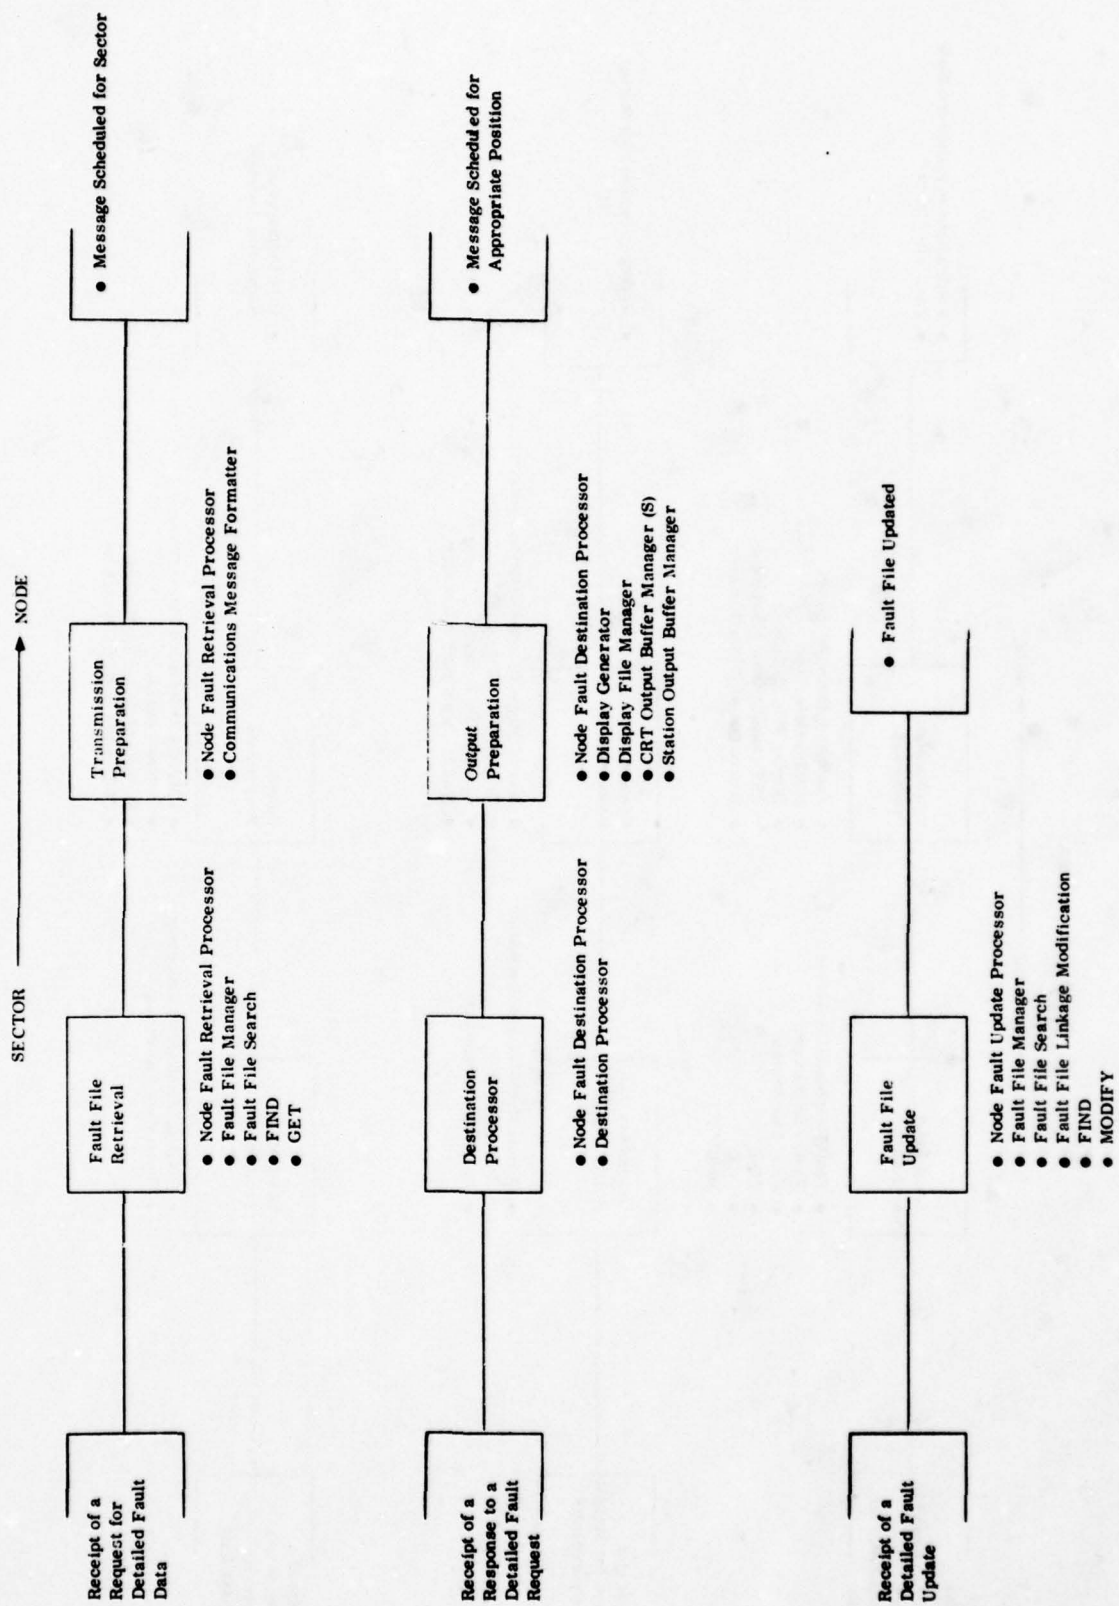 SECTOR
NODE
Receipt of a
Request for
Detailed Fault
Data
Fault File
Retrieval
● Node Fault Retrieval Processor
● Fault File Manager
● Fault File Search
● FIND
● GET
Transmission
Preparation
● Node Fault Retrieval Processor
● Communications Message Formatter
● Message Scheduled for Sector
Receipt of a
Response to a
Detailed Fault
Request
Destination
Processor
● Node Fault Destination Processor
● Destination Processor
Output
Preparation
● Node Fault Destination Processor
● Display Generator
● Display File Manager
● CRT Output Buffer Manager (S)
● Station Output Buffer Manager
● Message Scheduled for
Appropriate Position
Receipt of a
Detailed Fault
Update
Fault File
Update
● Node Fault Update Processor
● Fault File Manager
● Fault File Search
● Fault File Linkage Modification
● FIND
● MODIFY
● Fault File Updated